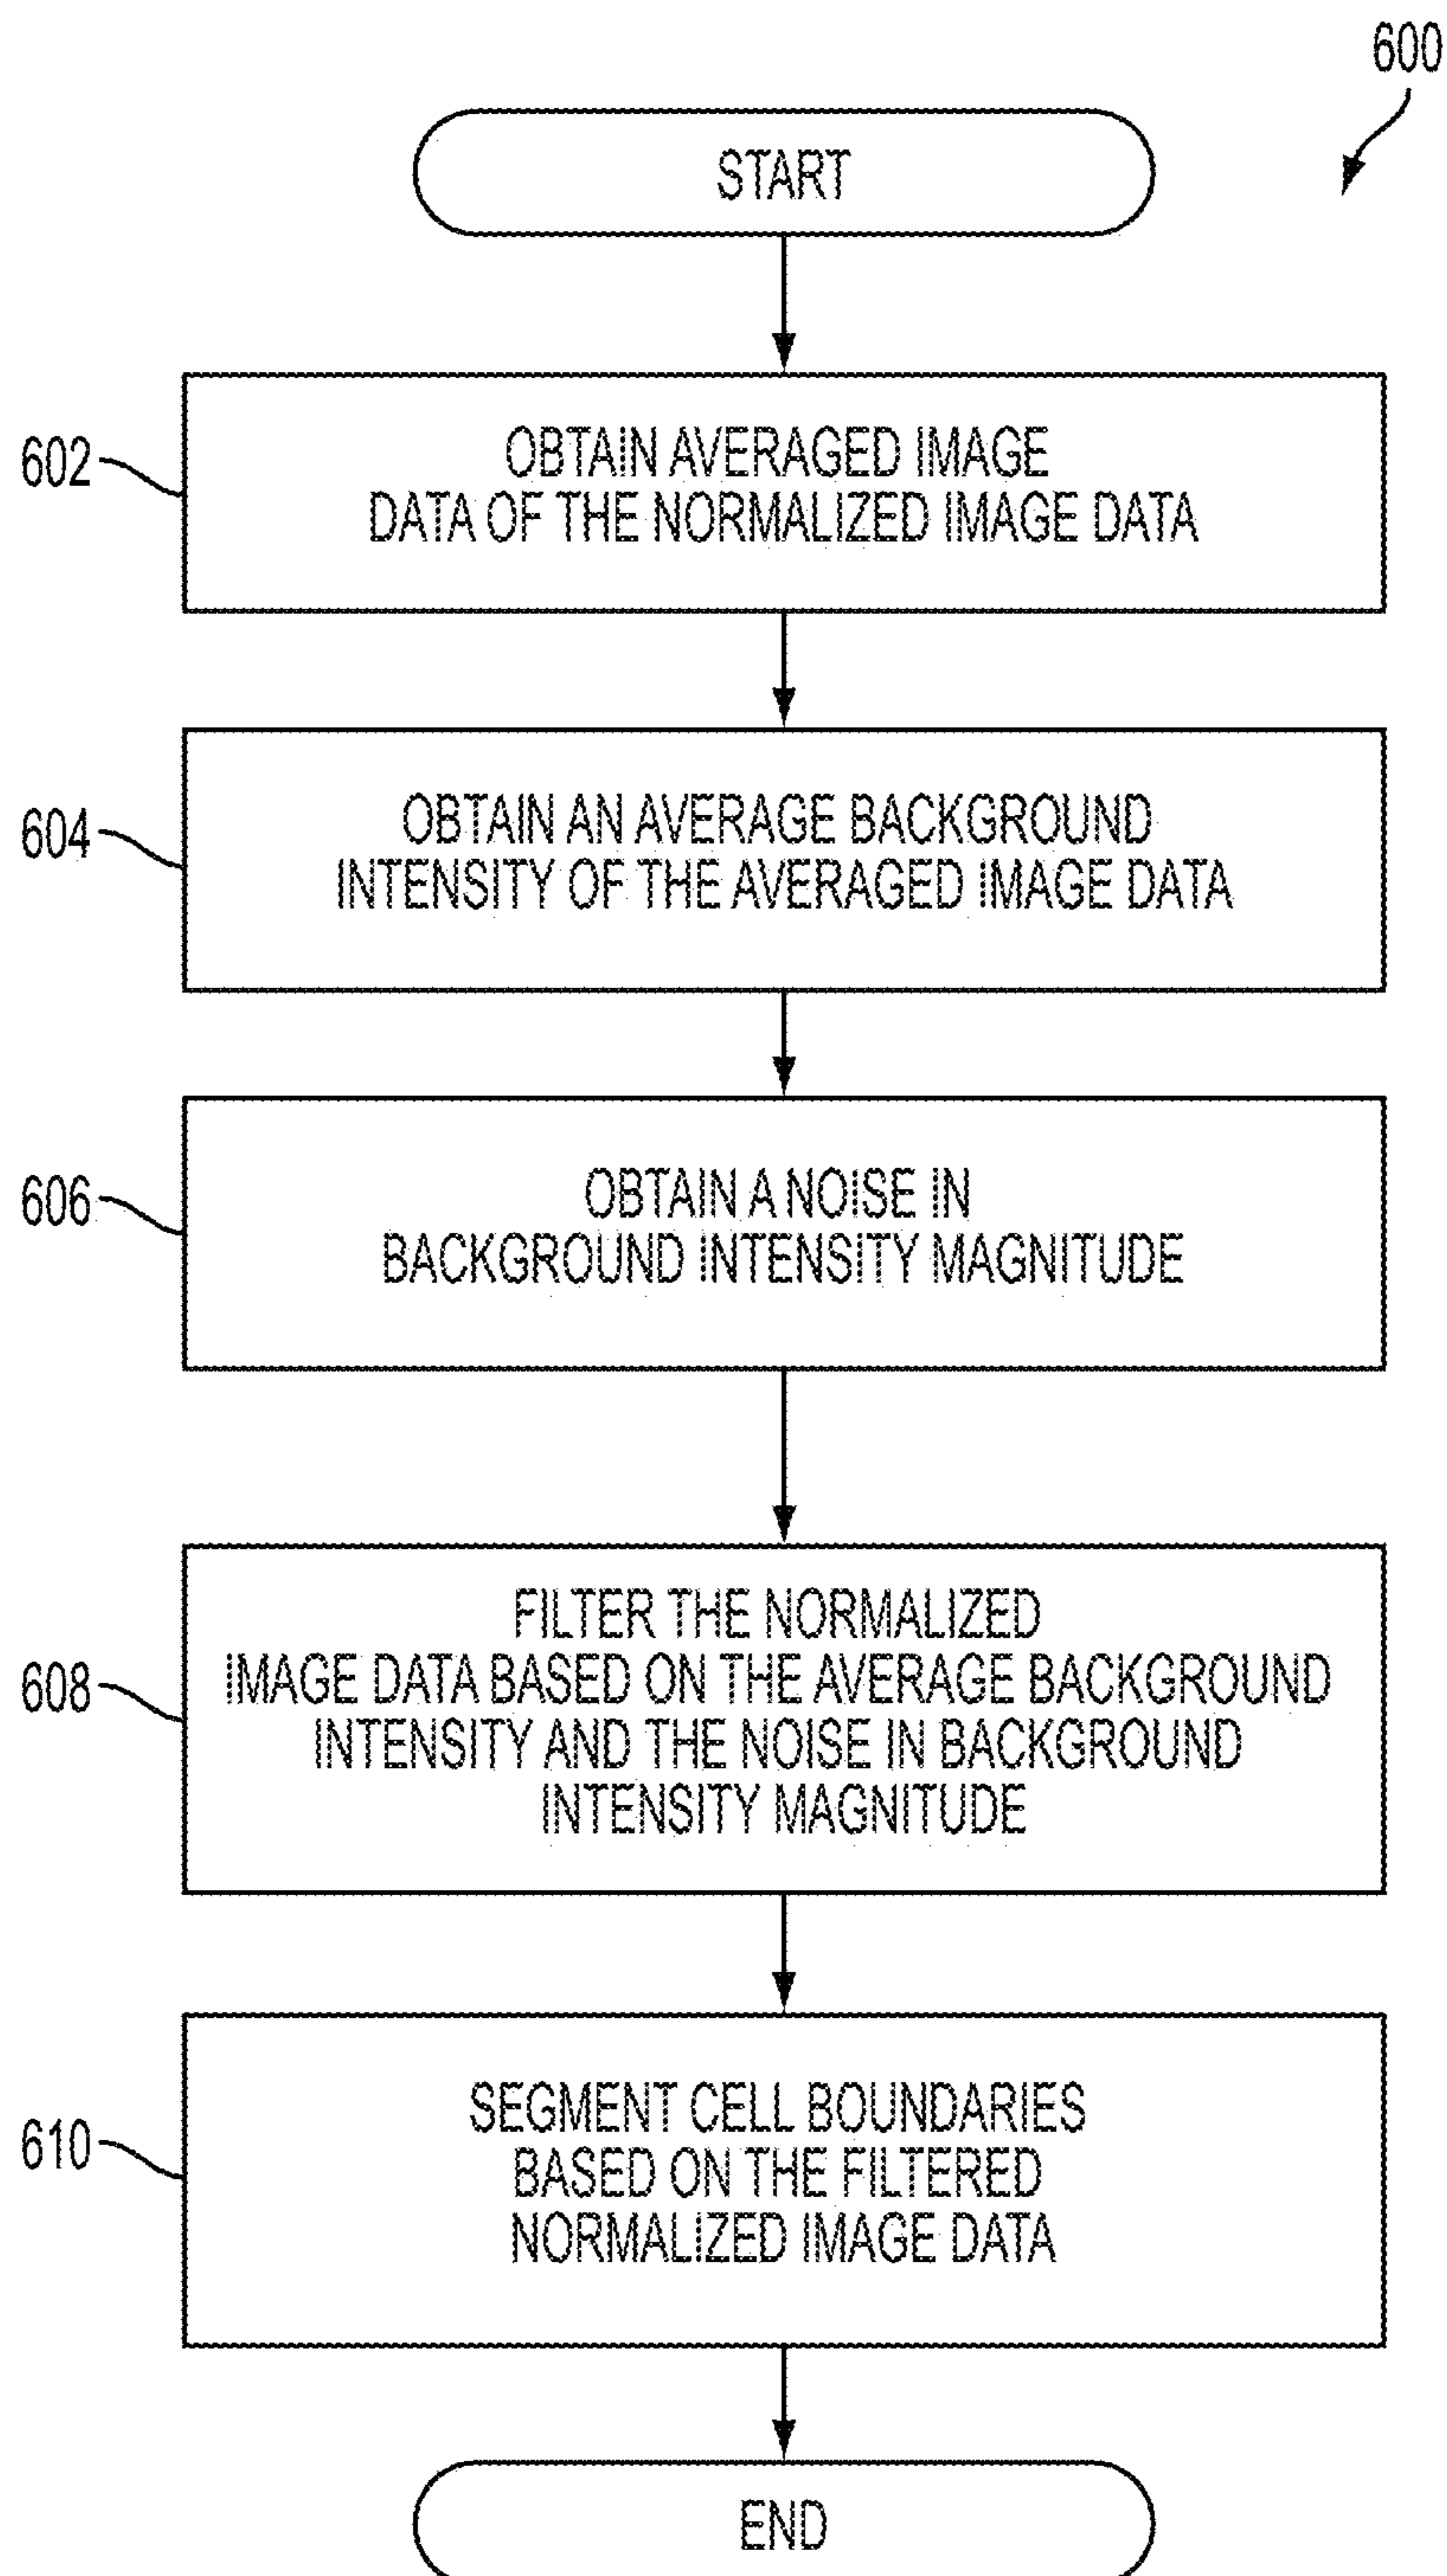 600
START
602
OBTAIN AVERAGED IMAGE
DATA OF THE NORMALIZED IMAGE DATA
604
OBTAIN AN AVERAGE BACKGROUND
INTENSITY OF THE AVERAGED IMAGE DATA
606
OBTAIN A NOISE IN
BACKGROUND INTENSITY MAGNITUDE
608
FILTER THE NORMALIZED
IMAGE DATA BASED ON THE AVERAGE BACKGROUND
INTENSITY AND THE NOISE IN BACKGROUND
INTENSITY MAGNITUDE
610
SEGMENT CELL BOUNDARIES
BASED ON THE FILTERED
NORMALIZED IMAGE DATA
END